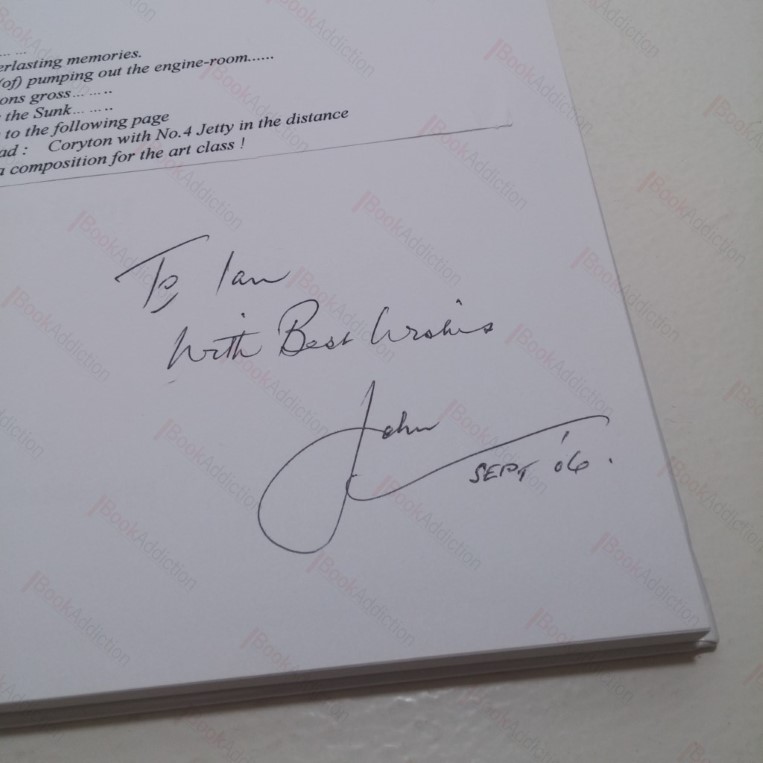 ... ...
erlasting memories.
(of) pumping out the engine-room......
ons gross... ... ..
the Sunk... ... ..
to the following page
ad : Coryton with No.4 Jetty in the distance
a composition for the art class !
To Ian
With Best Wishes
John
SEPT '06.
BookAddiction